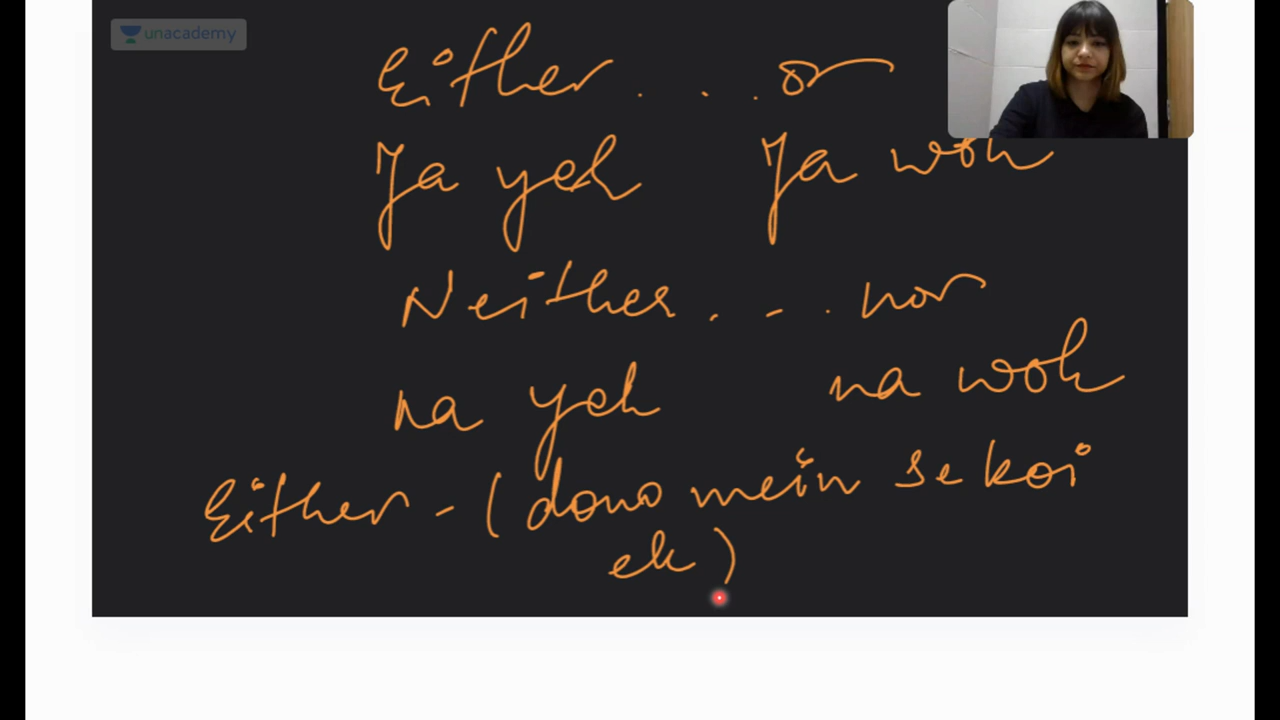 unacademy
Either . . . or
Ja yeh Ja woh
Neither . - . nor
na yeh na woh
Either - (dono mein se koi
ek)